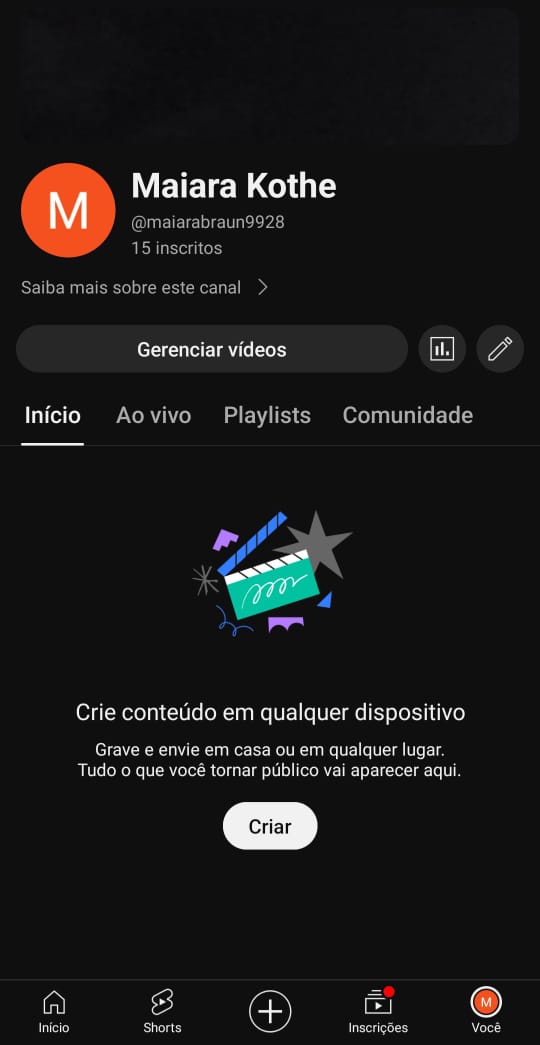 M
Maiara Kothe
@maiarabraun9928
15 inscritos
Saiba mais sobre este canal
Gerenciar vídeos
Início
Ao vivo
Playlists
Comunidade
Crie conteúdo em qualquer dispositivo
Grave e envie em casa ou em qualquer lugar.
Tudo o que você tornar público vai aparecer aqui.
Criar
Início
Shorts
Inscrições
M
Você